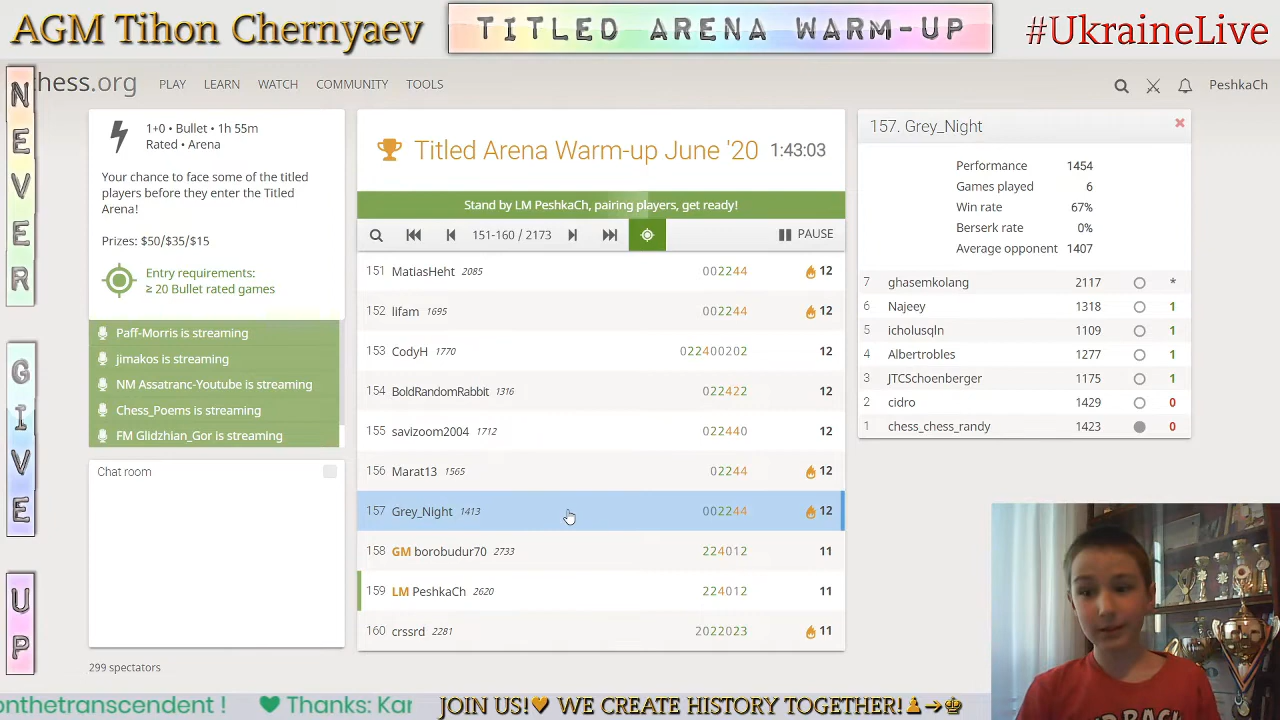 AGM Tihon Chernyaev
TITLED ARENA WARM-UP
#UkraineLive
NEVER
GIVE
UP
hess.org
PLAY LEARN WATCH COMMUNITY TOOLS
PeshkaCh
1+0 • Bullet • 1h 55m
Rated • Arena
Your chance to face some of the titled
players before they enter the Titled
Arena!
Prizes: $50/$35/$15
Entry requirements:
≥ 20 Bullet rated games
Paff-Morris is streaming
jimakos is streaming
NM Assatranc-Youtube is streaming
Chess_Poems is streaming
FM Glidzhian_Gor is streaming
Chat room
299 spectators
Titled Arena Warm-up June '20 1:43:03
Stand by LM PeshkaCh, pairing players, get ready!
151-160 / 2173 PAUSE
151 MatiasHeht 2085 002244 12
152 lifam 1695 002244 12
153 CodyH 1770 022400202 12
154 BoldRandomRabbit 1316 022422 12
155 savizoom2004 1712 022440 12
156 Marat13 1565 02244 12
157 Grey_Night 1413 002244 12
158 GM borobudur70 2733 224012 11
159 LM PeshkaCh 2620 224012 11
160 crssrd 2281 2022023 11
157. Grey_Night
Performance 1454
Games played 6
Win rate 67%
Berserk rate 0%
Average opponent 1407
7 ghasemkolang 2117 *
6 Najeey 1318 1
5 icholusqln 1109 1
4 Albertrobles 1277 1
3 JTCSchoenberger 1175 1
2 cidro 1429 0
1 chess_chess_randy 1423 0
onthetranscendent ! 💚 Thanks: Kar
JOIN US!🧡 WE CREATE HISTORY TOGETHER!♟→♚